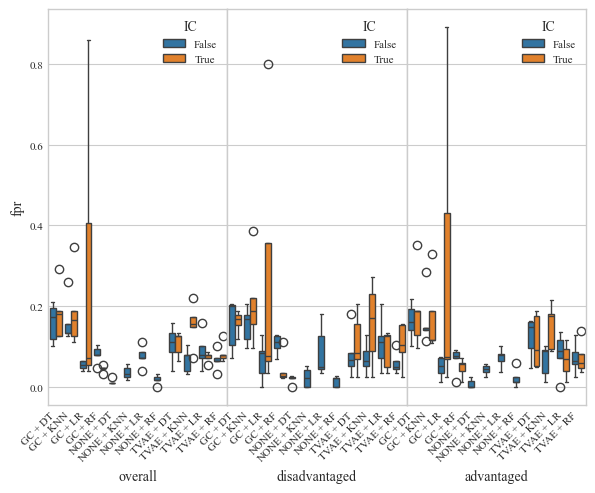 IC
False
True
IC
False
True
IC
False
True
fpr
0.8
0.6
0.4
0.2
0.0
GC + DT
GC + KNN
GC + LR
GC + RF
NONE + DT
NONE + KNN
NONE + LR
NONE + RF
TVAE + DT
TVAE + KNN
TVAE + LR
TVAE + RF
GC + DT
GC + KNN
GC + LR
GC + RF
NONE + DT
NONE + KNN
NONE + LR
NONE + RF
TVAE + DT
TVAE + KNN
TVAE + LR
TVAE + RF
GC + DT
GC + KNN
GC + LR
GC + RF
NONE + DT
NONE + KNN
NONE + LR
NONE + RF
TVAE + DT
TVAE + KNN
TVAE + LR
TVAE + RF
overall
disadvantaged
advantaged